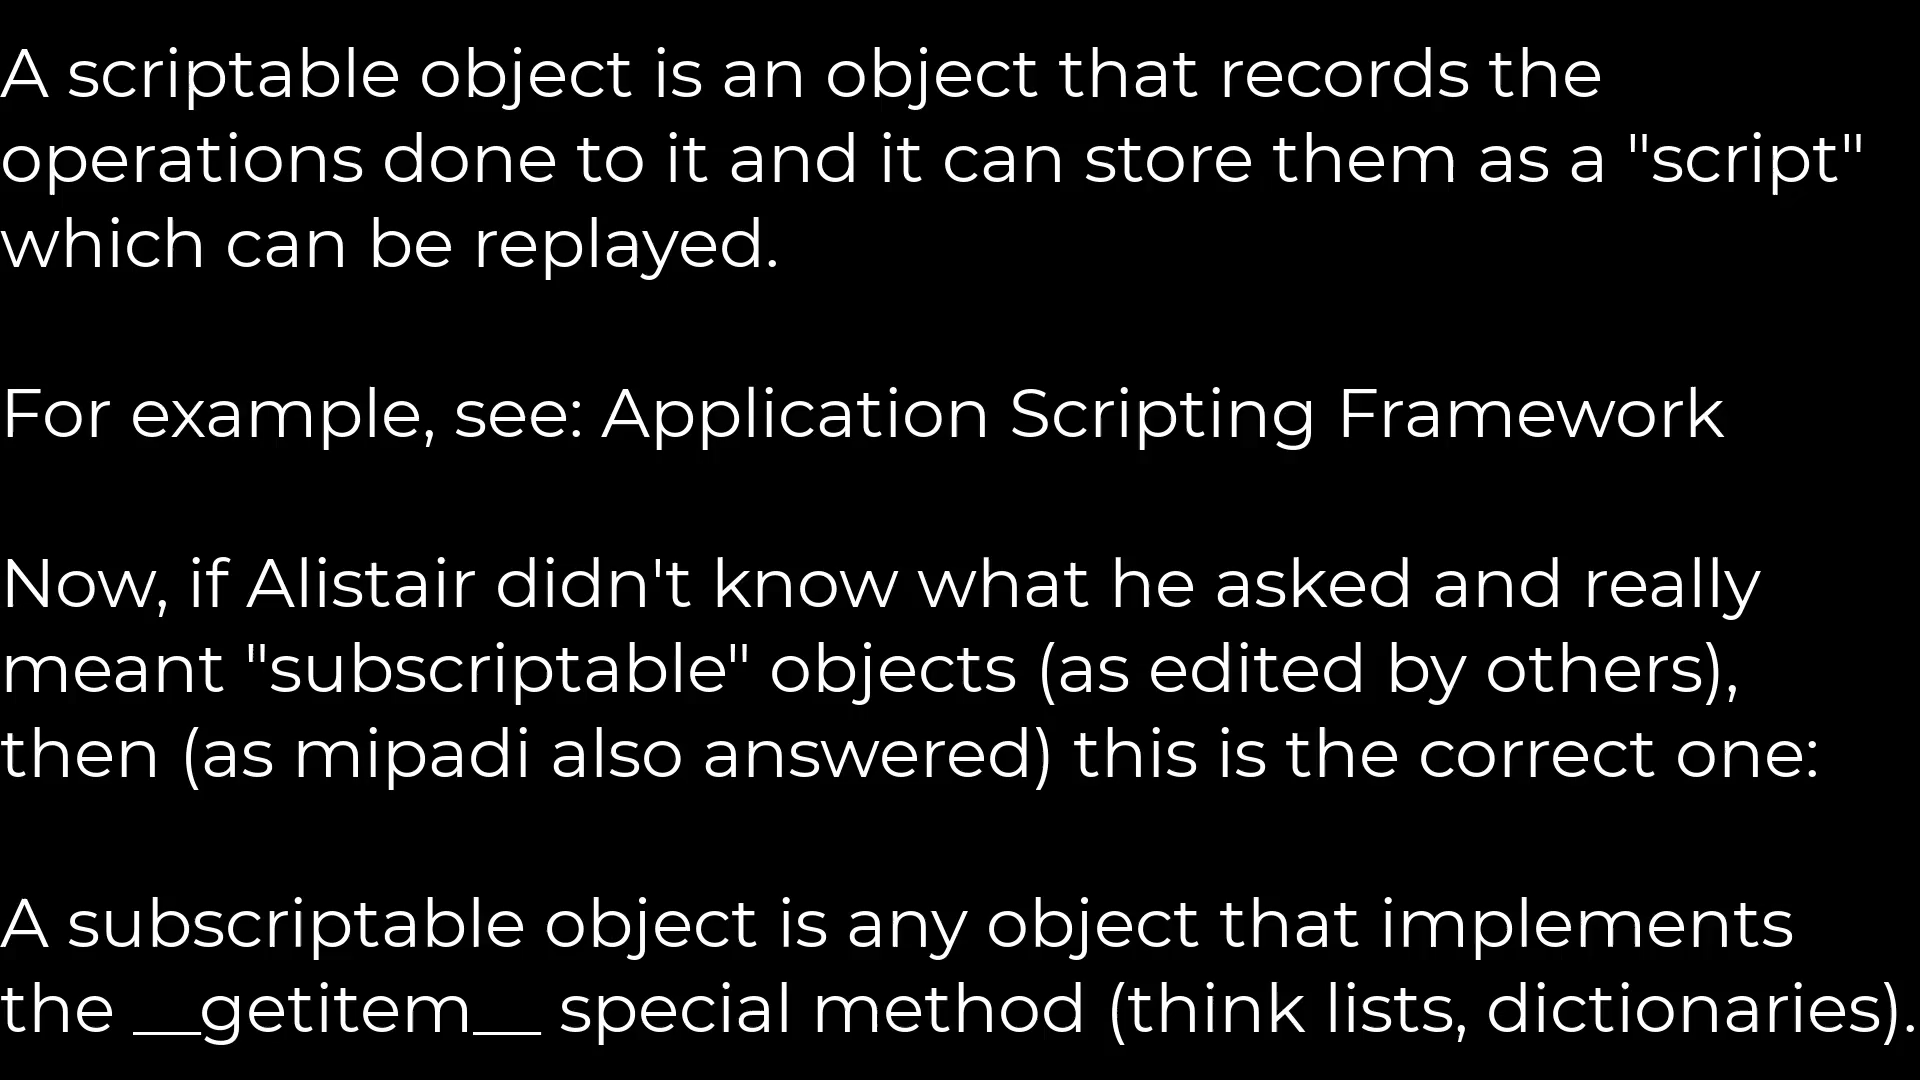 A scriptable object is an object that records the
operations done to it and it can store them as a "script"
which can be replayed.
For example, see: Application Scripting Framework
Now, if Alistair didn't know what he asked and really
meant "subscriptable" objects (as edited by others),
then (as mipadi also answered) this is the correct one:
A subscriptable object is any object that implements
the __getitem__ special method (think lists, dictionaries).